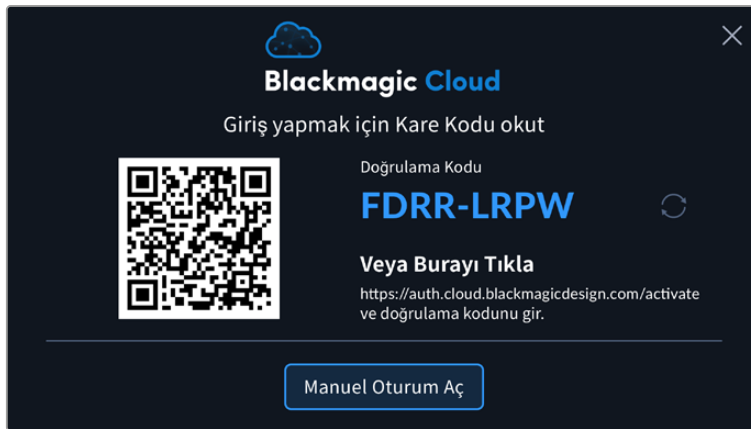 Blackmagic Cloud
Giriş yapmak için Kare Kodu okut
Doğrulama Kodu
FDRR-LRPW
Veya Burayı Tıkla
https://auth.cloud.blackmagicdesign.com/activate
ve doğrulama kodunu gir.
Manuel Oturum Aç